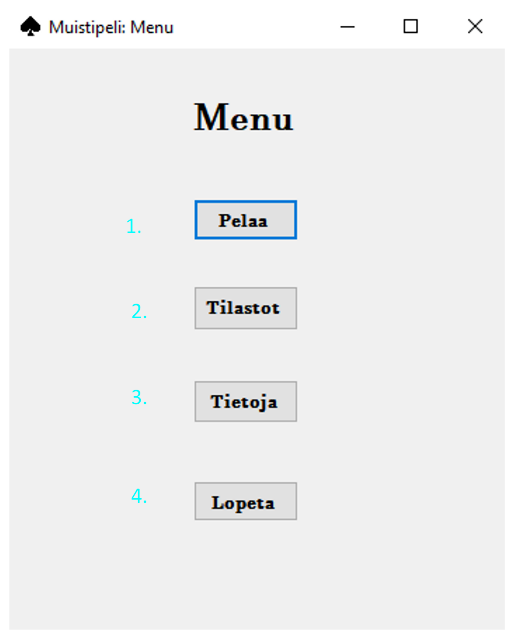 Muistipeli: Menu
Menu
1. Pelaa
2. Tilastot
3. Tietoja
4. Lopeta